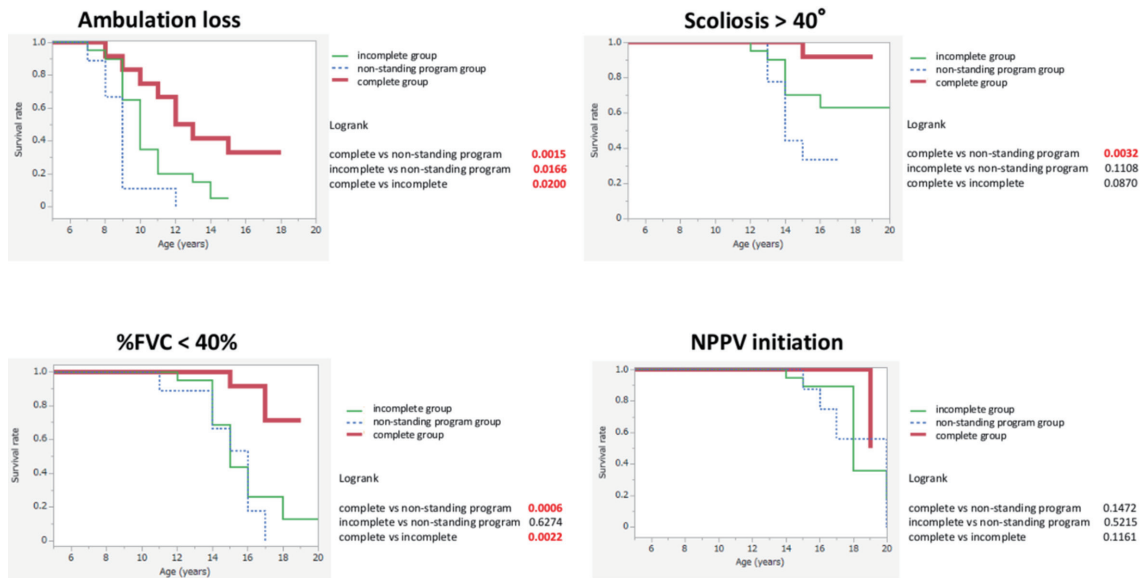 Ambulation loss
1.0
0.8
0.6
0.4
0.2
0
Survival rate
6 8 10 12 14 16 18 20
Age (years)
incomplete group
non-standing program group
complete group
Logrank
complete vs non-standing program 0.0015
incomplete vs non-standing program 0.0166
complete vs incomplete 0.0200
Scoliosis > 40°
1.0
0.8
0.6
0.4
0.2
0
Survival rate
6 8 10 12 14 16 18 20
Age (years)
incomplete group
non-standing program group
complete group
Logrank
complete vs non-standing program 0.0032
incomplete vs non-standing program 0.1108
complete vs incomplete 0.0870
%FVC < 40%
1.0
0.8
0.6
0.4
0.2
0
Survival rate
6 8 10 12 14 16 18 20
Age (years)
incomplete group
non-standing program group
complete group
Logrank
complete vs non-standing program 0.0006
incomplete vs non-standing program 0.6274
complete vs incomplete 0.0022
NPPV initiation
1.0
0.8
0.6
0.4
0.2
0
Survival rate
6 8 10 12 14 16 18 20
Age (years)
incomplete group
non-standing program group
complete group
Logrank
complete vs non-standing program 0.1472
incomplete vs non-standing program 0.5215
complete vs incomplete 0.1161